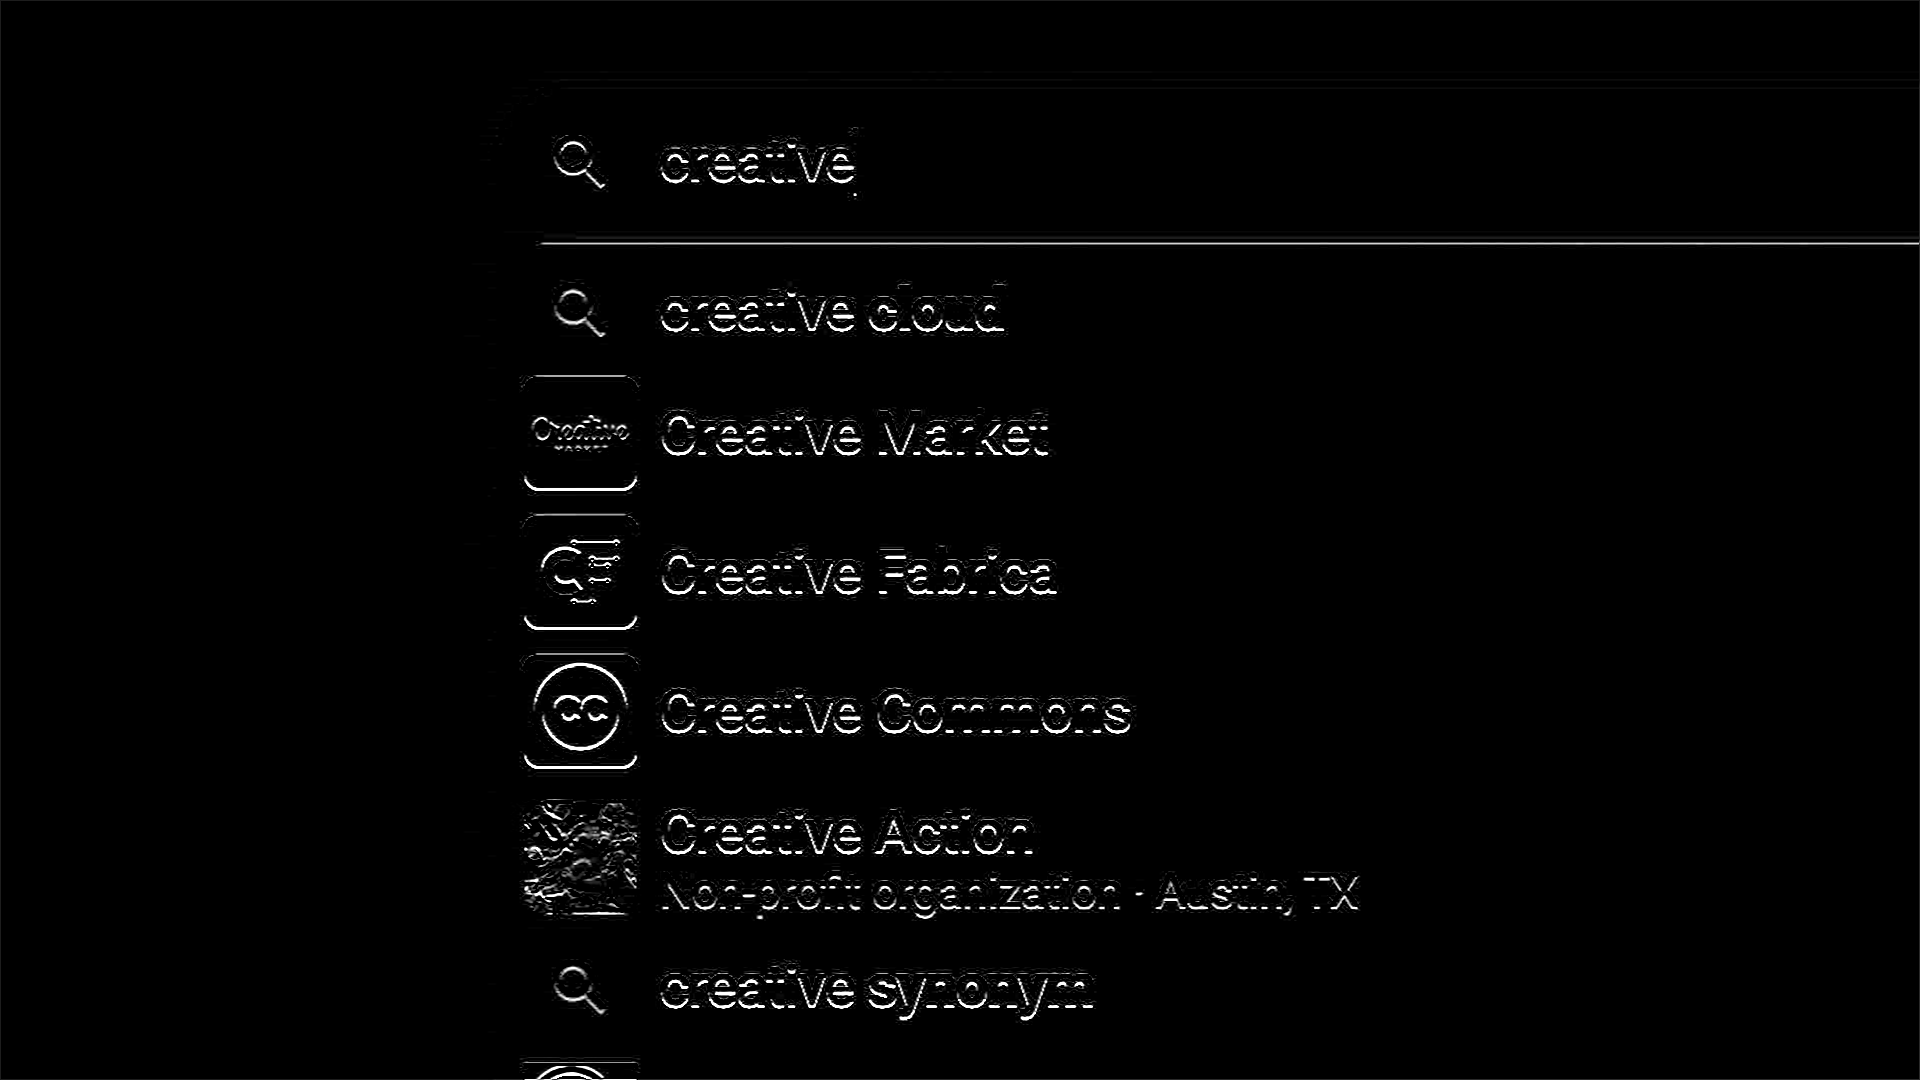 creative
creative cloud
Creative MARKET
Creative Market
Creative Fabrica
cc
Creative Commons
Creative Action
Non-profit organization - Austin, TX
creative synonym